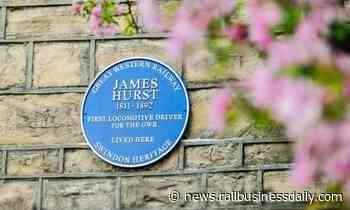 GREAT WESTERN RAILWAY
JAMES
HURST
1811 - 1892
FIRST LOCOMOTIVE DRIVER
FOR THE GWR
LIVED HERE
SWINDON HERITAGE
news.railbusinessdaily.com